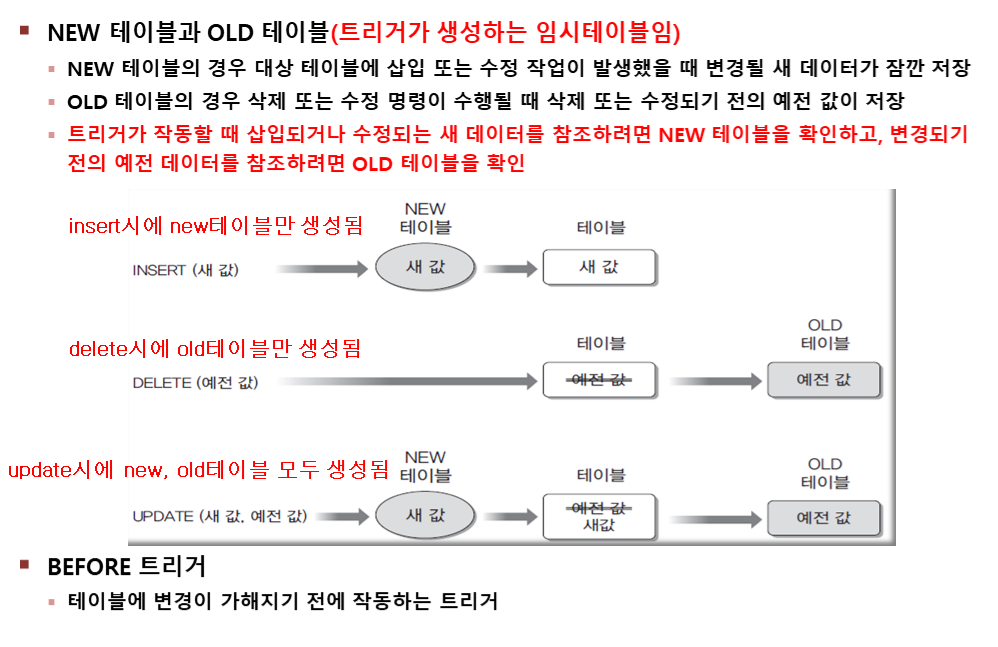 NEW 테이블과 OLD 테이블(트리거가 생성하는 임시테이블임)
NEW 테이블의 경우 대상 테이블에 삽입 또는 수정 작업이 발생했을 때 변경될 새 데이터가 잠깐 저장
OLD 테이블의 경우 삭제 또는 수정 명령이 수행될 때 삭제 또는 수정되기 전의 예전 값이 저장
트리거가 작동할 때 삽입되거나 수정되는 새 데이터를 참조하려면 NEW 테이블을 확인하고, 변경되기
전의 예전 데이터를 참조하려면 OLD 테이블을 확인
insert시에 new테이블만 생성됨
NEW
테이블
테이블
INSERT (새 값)
새 값
새 값
delete시에 old테이블만 생성됨
테이블
OLD
테이블
DELETE (예전 값)
예전 값
예전 값
update시에 new, old테이블 모두 생성됨
NEW
테이블
테이블
OLD
테이블
UPDATE (새 값, 예전 값)
새 값
예전 값
새값
예전 값
BEFORE 트리거
테이블에 변경이 가해지기 전에 작동하는 트리거